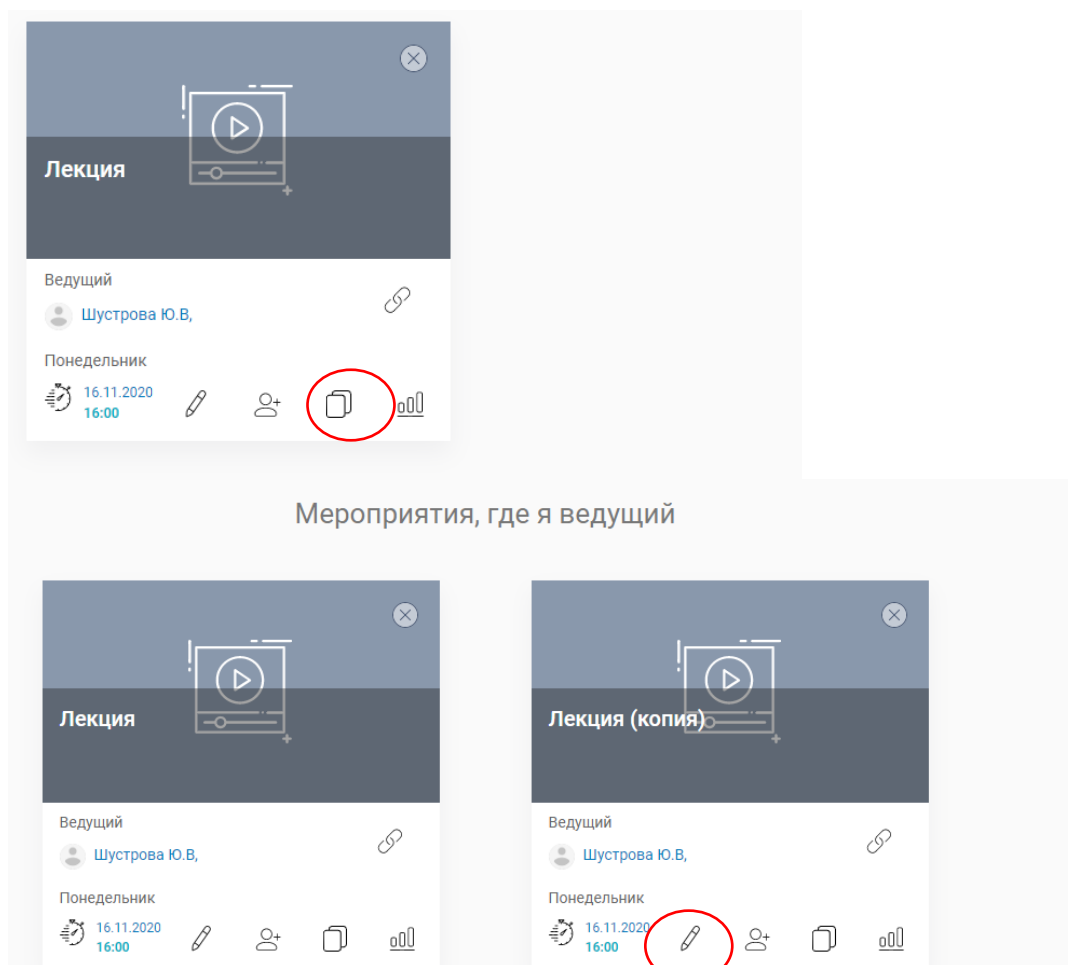 Лекция
Ведущий
Шустрова Ю.В,
Понедельник
16.11.2020
16:00
Мероприятия, где я ведущий
Лекция
Ведущий
Шустрова Ю.В,
Понедельник
16.11.2020
16:00
Лекция (копия)
Ведущий
Шустрова Ю.В,
Понедельник
16.11.2020
16:00